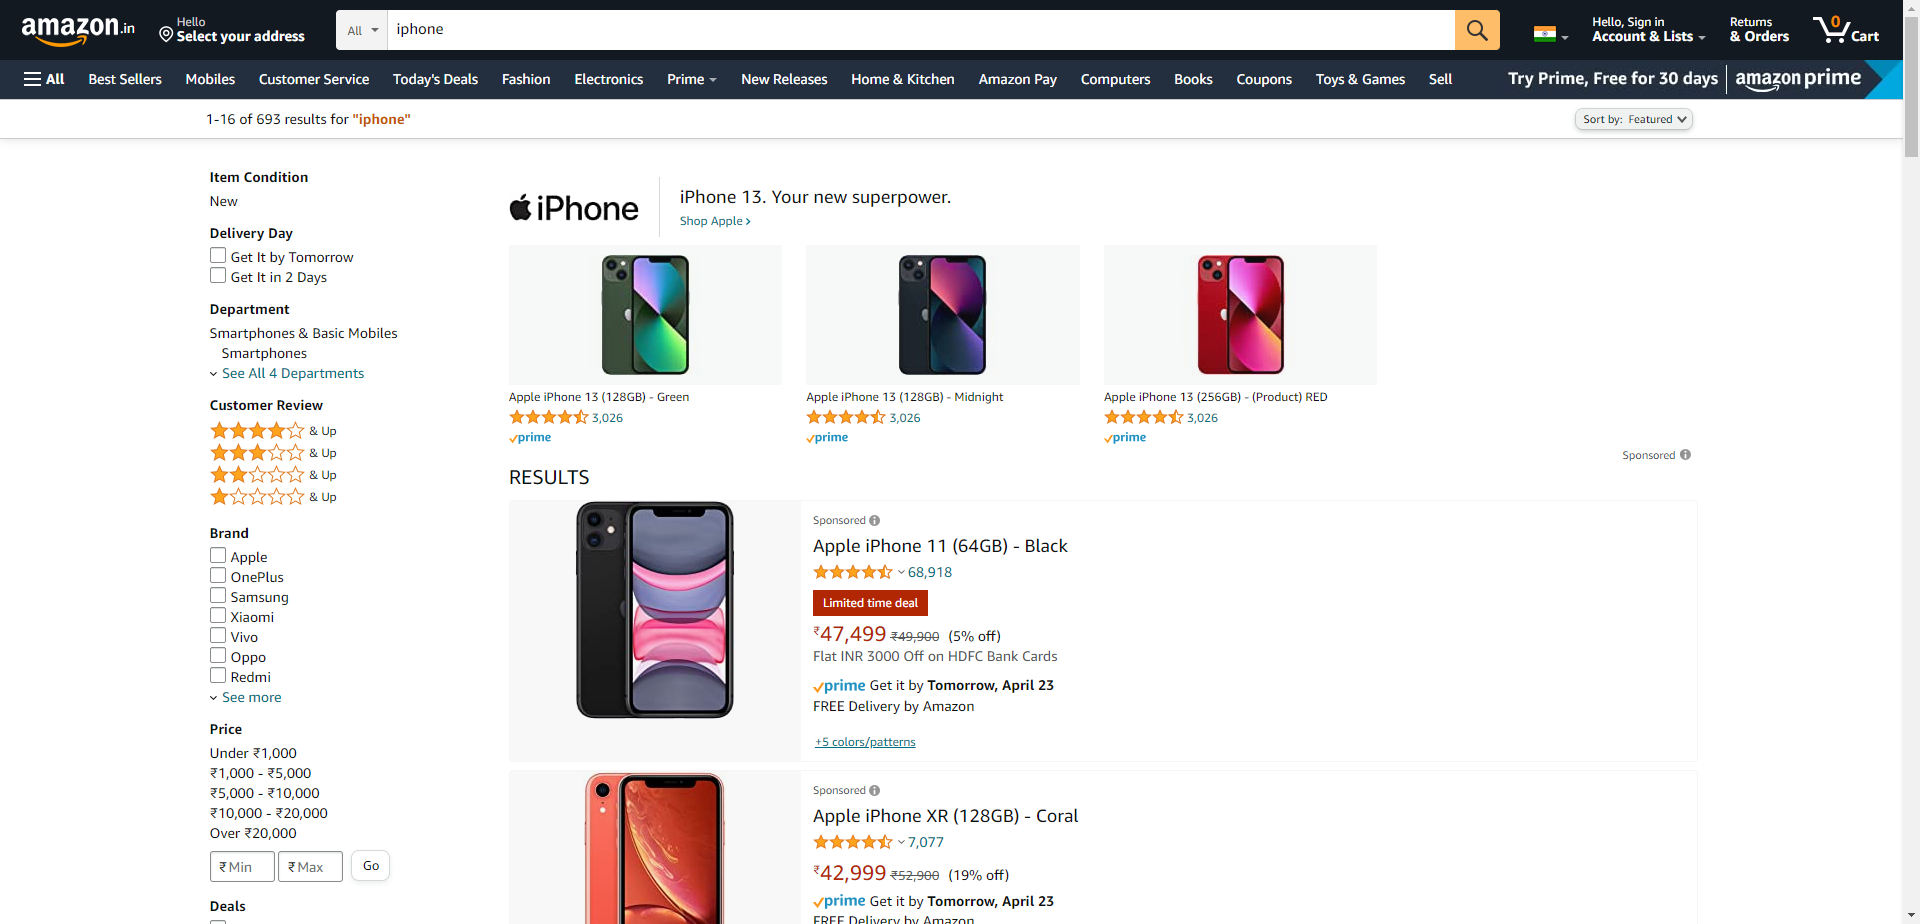 amazon.in
Hello
Select your address
All
iphone
Hello, Sign in
Account & Lists
Returns
& Orders
0
Cart
All
Best Sellers
Mobiles
Customer Service
Today's Deals
Fashion
Electronics
Prime
New Releases
Home & Kitchen
Amazon Pay
Computers
Books
Coupons
Toys & Games
Sell
Try Prime, Free for 30 days
amazon prime
1-16 of 693 results for "iphone"
Sort by: Featured
Item Condition
New
Delivery Day
Get It by Tomorrow
Get It in 2 Days
Department
Smartphones & Basic Mobiles
Smartphones
See All 4 Departments
Customer Review
& Up
& Up
& Up
& Up
Brand
Apple
OnePlus
Samsung
Xiaomi
Vivo
Oppo
Redmi
See more
Price
Under ₹1,000
₹1,000 - ₹5,000
₹5,000 - ₹10,000
₹10,000 - ₹20,000
Over ₹20,000
₹ Min
₹ Max
Go
Deals
iPhone
iPhone 13. Your new superpower.
Shop Apple ›
Apple iPhone 13 (128GB) - Green
3,026
prime
Apple iPhone 13 (128GB) - Midnight
3,026
prime
Apple iPhone 13 (256GB) - (Product) RED
3,026
prime
Sponsored
RESULTS
Sponsored
Apple iPhone 11 (64GB) - Black
68,918
Limited time deal
₹47,499 ₹49,900 (5% off)
Flat INR 3000 Off on HDFC Bank Cards
prime Get it by Tomorrow, April 23
FREE Delivery by Amazon
+5 colors/patterns
Sponsored
Apple iPhone XR (128GB) - Coral
7,077
₹42,999 ₹52,900 (19% off)
prime Get it by Tomorrow, April 23
FREE Delivery by Amazon